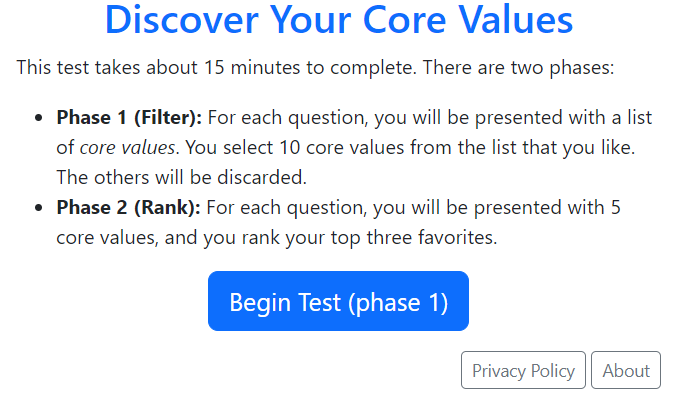 Discover Your Core Values
This test takes about 15 minutes to complete. There are two phases:
• Phase 1 (Filter): For each question, you will be presented with a list
of core values. You select 10 core values from the list that you like.
The others will be discarded.
• Phase 2 (Rank): For each question, you will be presented with 5
core values, and you rank your top three favorites.
Begin Test (phase 1)
Privacy Policy About